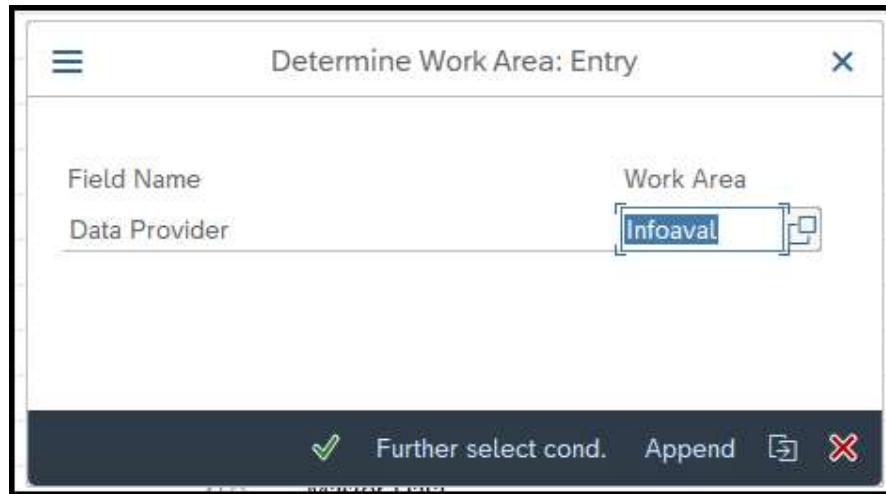 Determine Work Area: Entry
Field Name Work Area
Data Provider Infoaval
Further select cond. Append